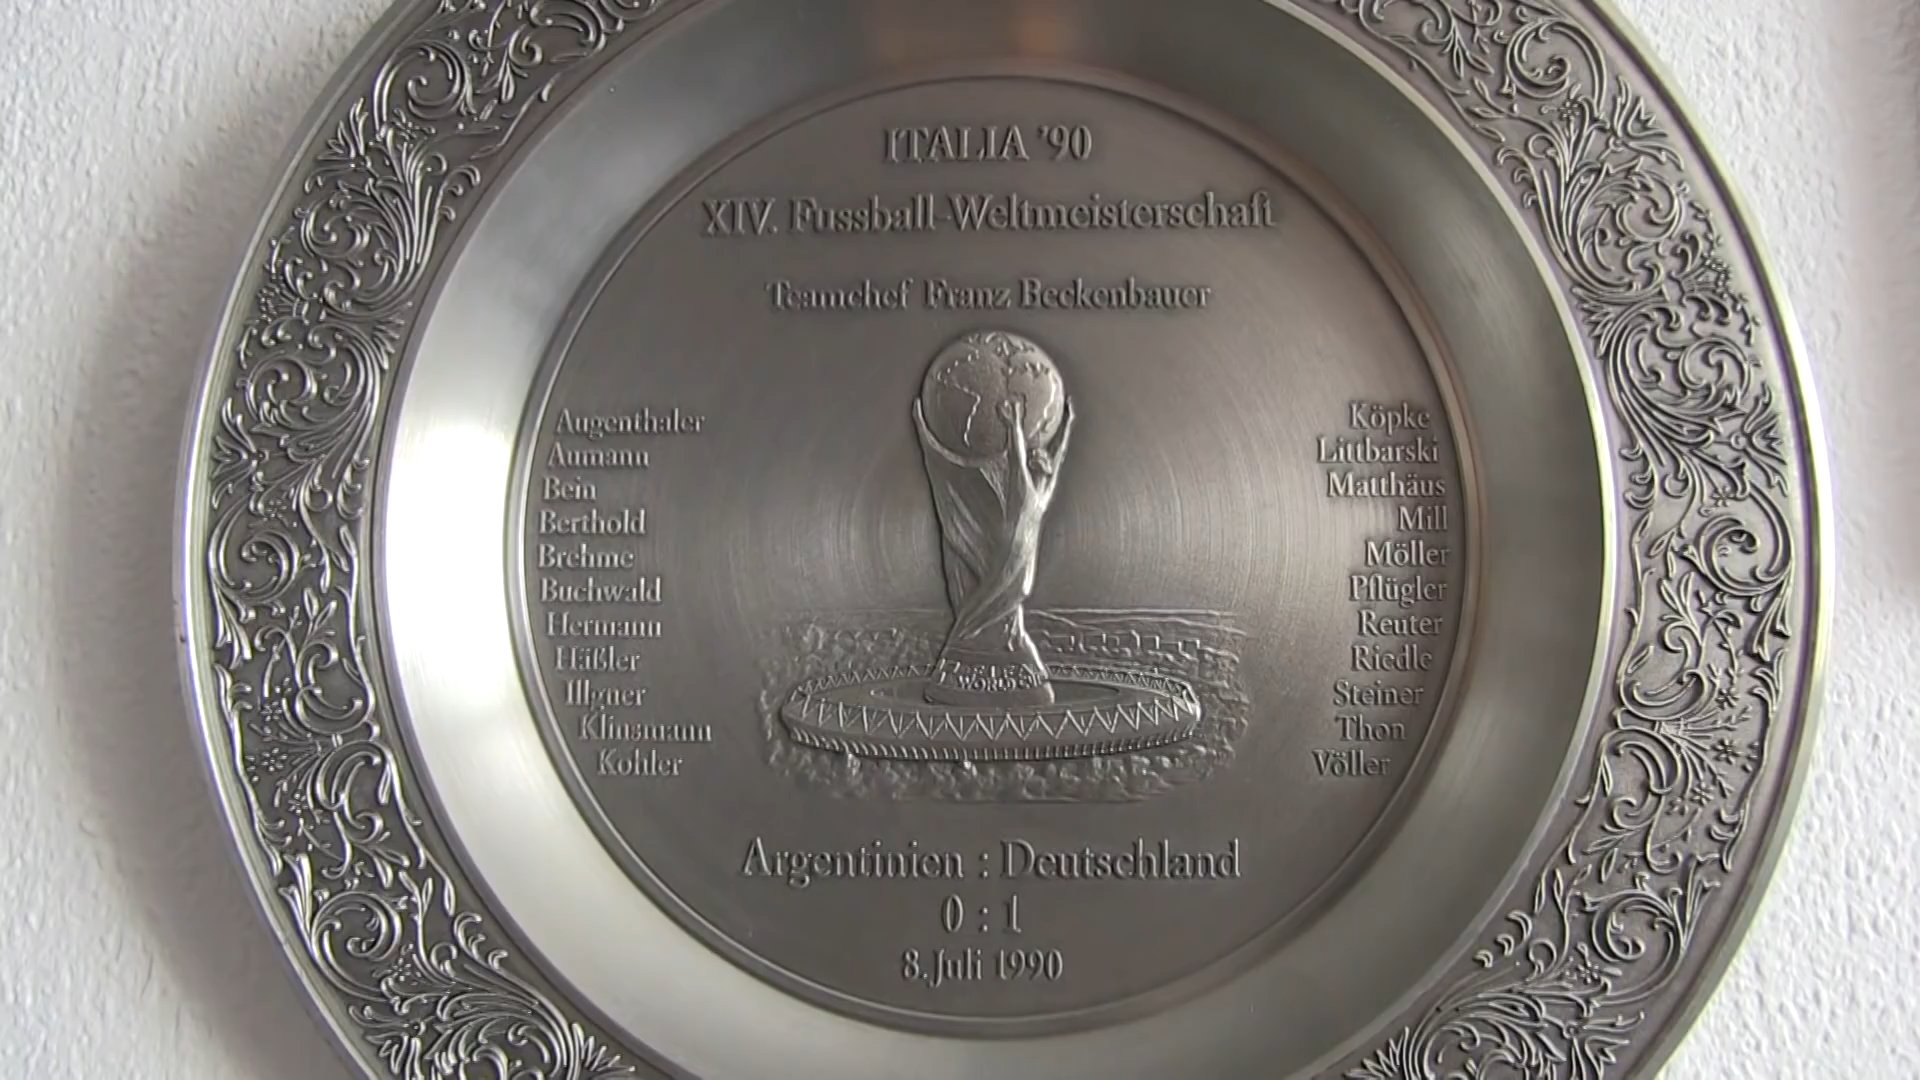 ITALIA '90
XIV. Fussball-Weltmeisterschaft
Teamchef Franz Beckenbauer
Augenthaler
Aumann
Bein
Berthold
Brehme
Buchwald
Hermann
Häßler
Illgner
Klinsmann
Kohler
Köpke
Littbarski
Matthäus
Mill
Möller
Pflügler
Reuter
Riedle
Steiner
Thon
Völler
WORLD
Argentinien : Deutschland
0 : 1
8. Juli 1990